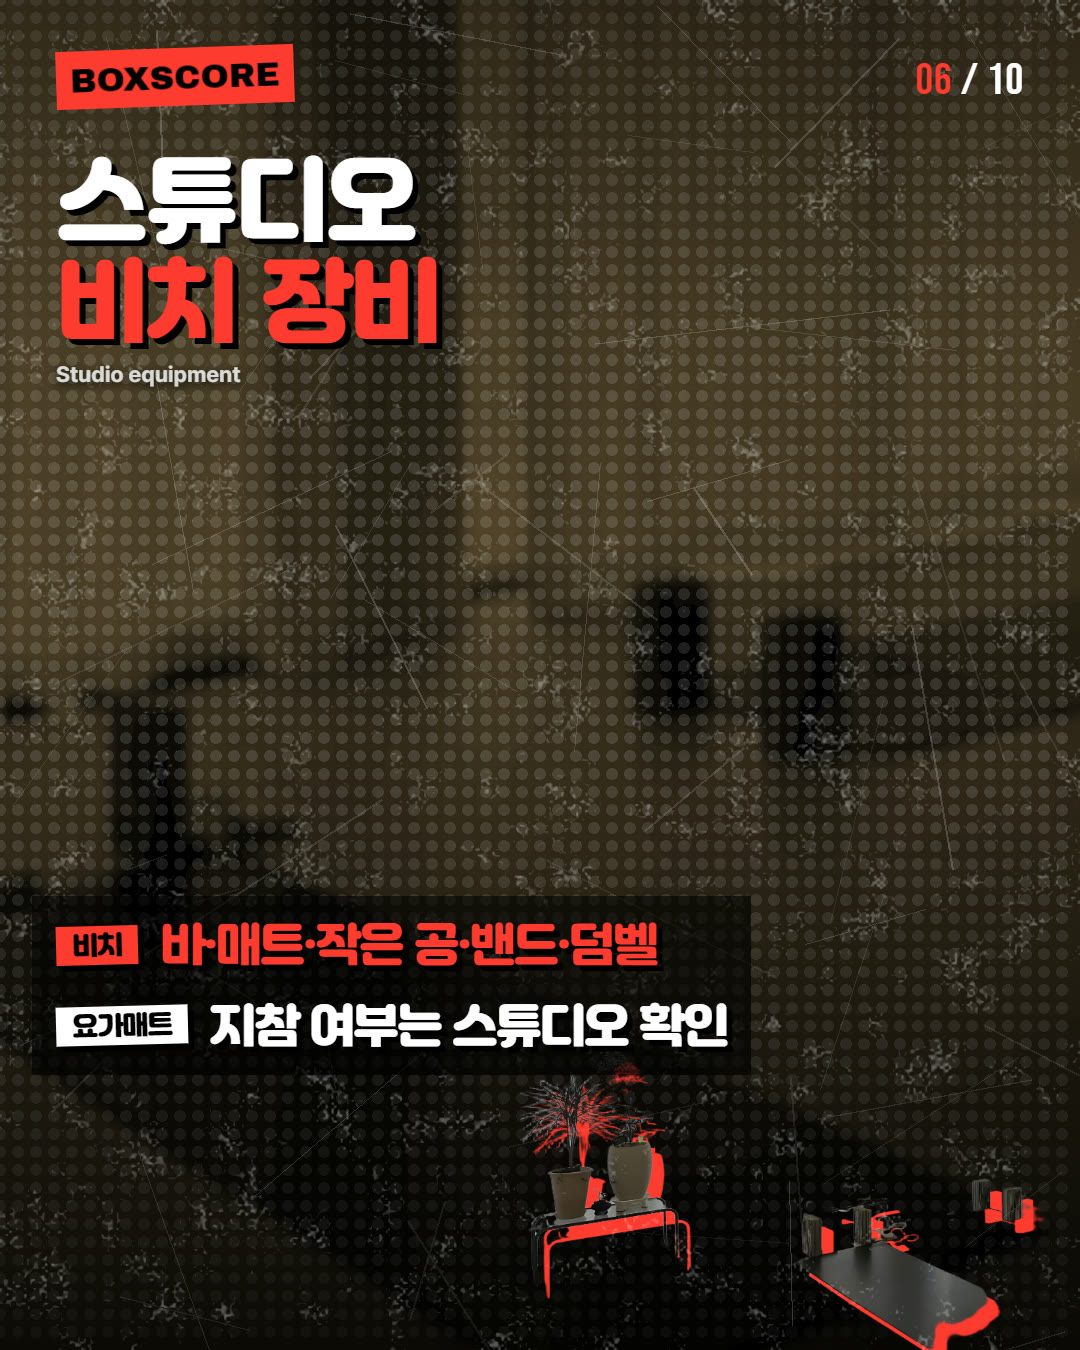 BOXSCORE
06 / 10
스튜디오
비치 장비
Studio equipment
비치 바·매트·작은 공·밴드·덤벨
요가매트 지참 여부는 스튜디오 확인